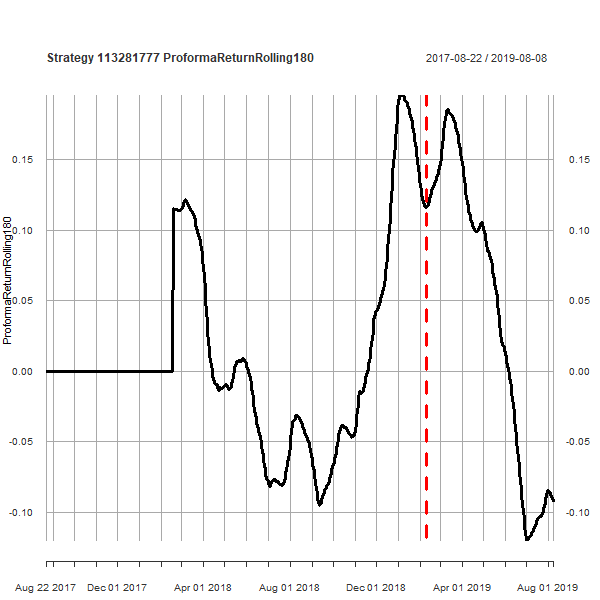 Strategy 113281777 ProformaReturnRolling180
2017-08-22 / 2019-08-08
ProformaReturnRolling180
0.15 0.15
0.10 0.10
0.05 0.05
0.00 0.00
-0.05 -0.05
-0.10 -0.10
Aug 22 2017 Dec 01 2017 Apr 01 2018 Aug 01 2018 Dec 01 2018 Apr 01 2019 Aug 01 2019